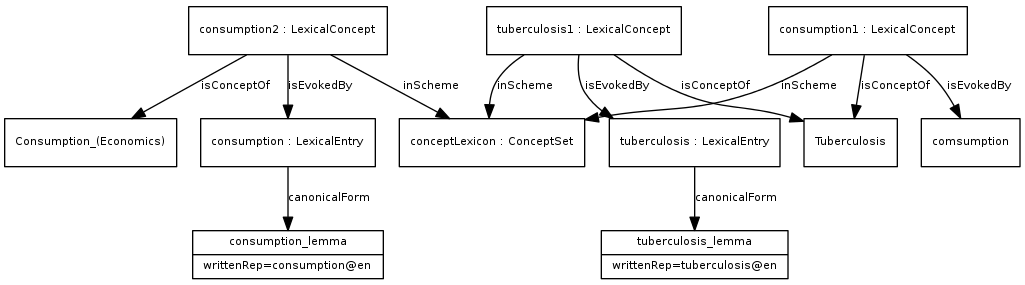 consumption2 : LexicalConcept
tuberculosis1 : LexicalConcept
consumption1 : LexicalConcept
isConceptOf
isEvokedBy
inScheme
inScheme
isEvokedBy
isConceptOf
inScheme
isConceptOf
isEvokedBy
Consumption_(Economics)
consumption : LexicalEntry
conceptLexicon : ConceptSet
tuberculosis : LexicalEntry
Tuberculosis
comsumption
canonicalForm
canonicalForm
consumption_lemma
writtenRep=consumption@en
tuberculosis_lemma
writtenRep=tuberculosis@en